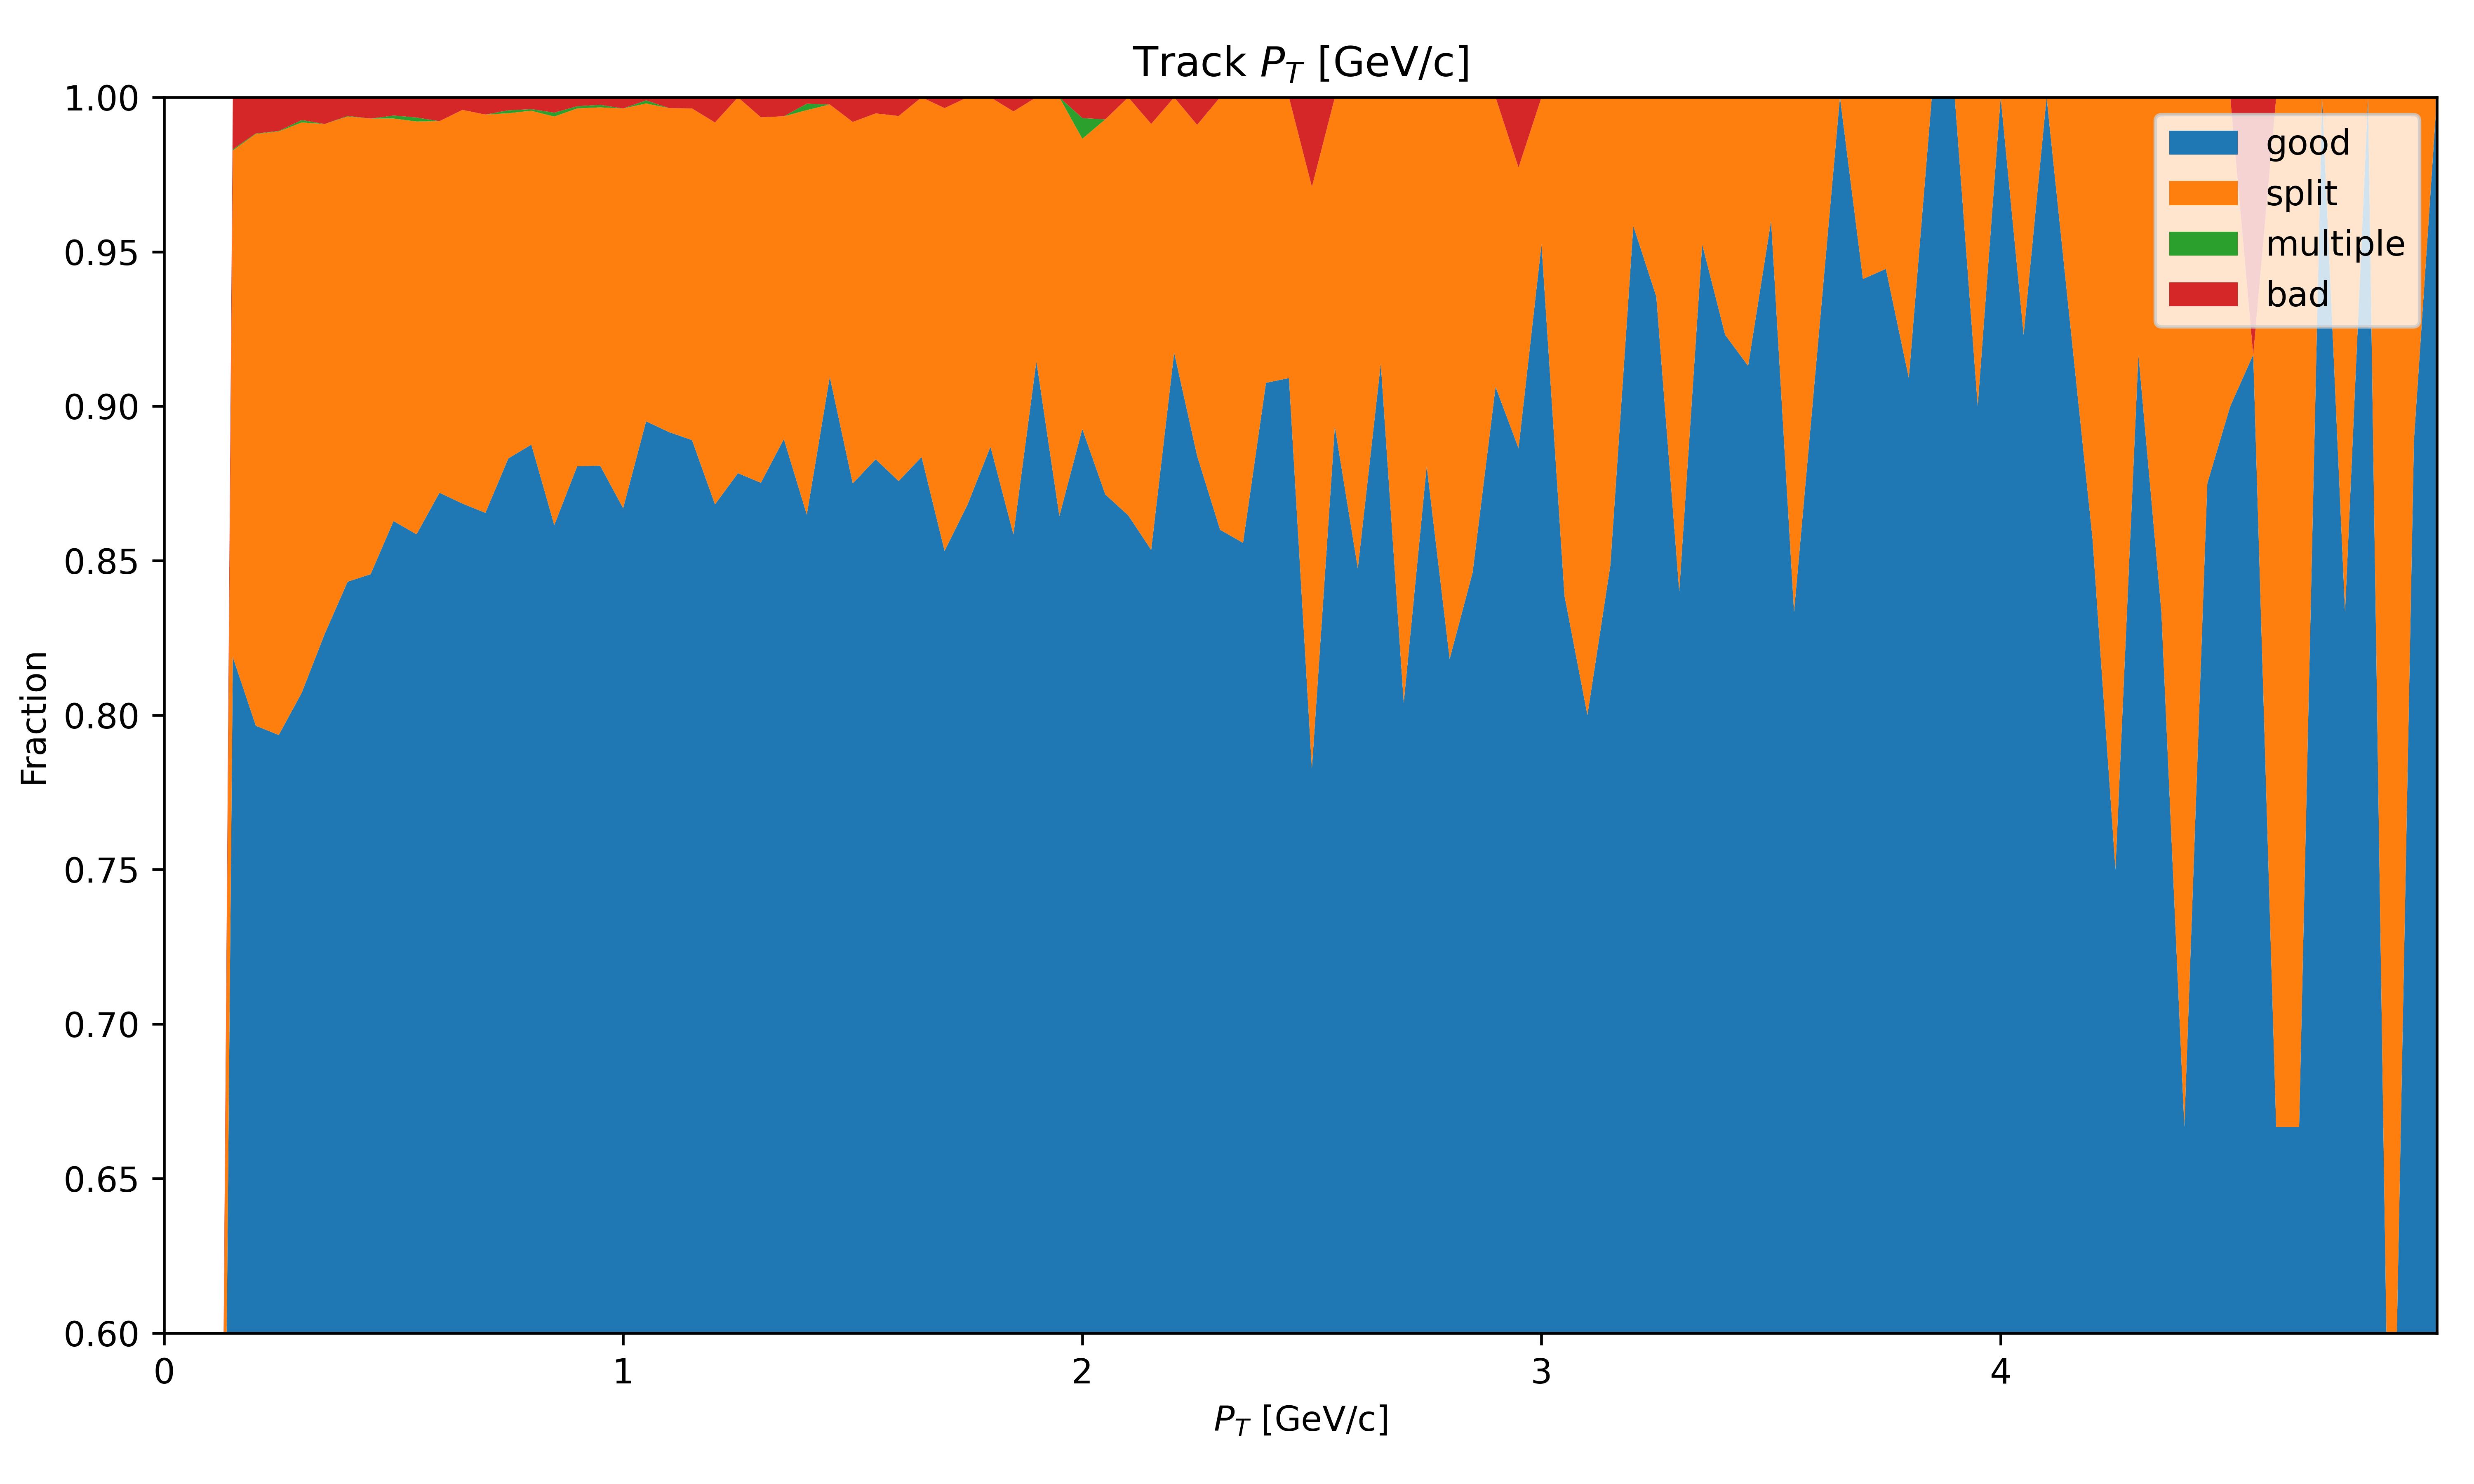 Track P_T [GeV/c]
1.00
0.95
0.90
0.85
0.80
0.75
0.70
0.65
0.60
Fraction
good
split
multiple
bad
0 1 2 3 4
P_T [GeV/c]